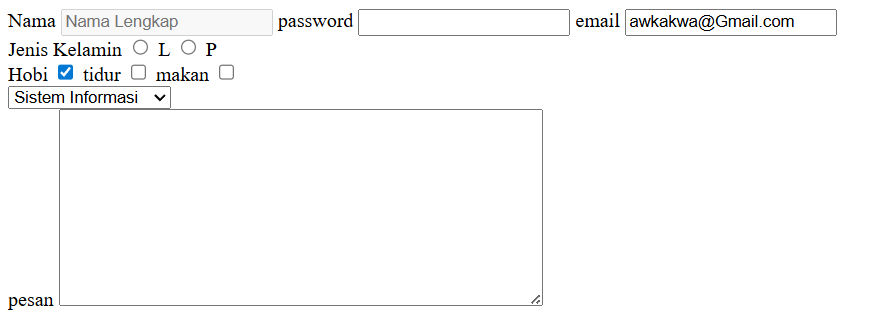 Nama Nama Lengkap password email awkakwa@Gmail.com
Jenis Kelamin L P
Hobi tidur makan
Sistem Informasi
pesan